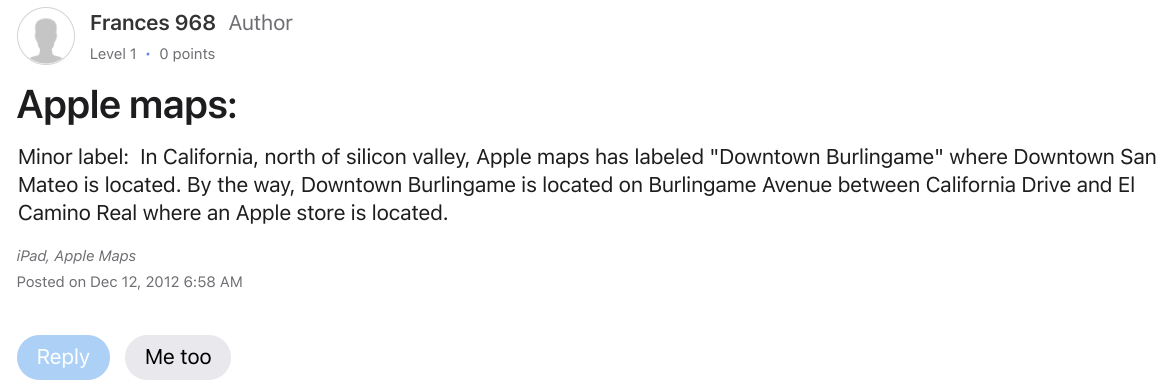 Frances 968 Author
Level 1 • 0 points
Apple maps:
Minor label:  In California, north of silicon valley, Apple maps has labeled "Downtown Burlingame" where Downtown San
Mateo is located. By the way, Downtown Burlingame is located on Burlingame Avenue between California Drive and El
Camino Real where an Apple store is located.
iPad, Apple Maps
Posted on Dec 12, 2012 6:58 AM
Reply Me too